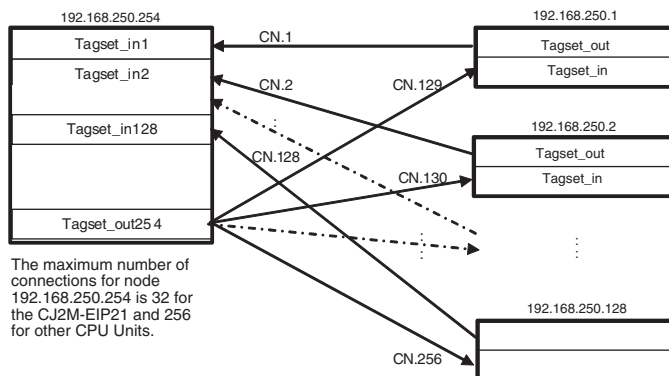 192.168.250.254
Tagset_in1
Tagset_in2
Tagset_in128
Tagset_out25 4
The maximum number of
connections for node
192.168.250.254 is 32 for
the CJ2M-EIP21 and 256
for other CPU Units.
CN.1
CN.2
CN.129
CN.128
CN.130
CN.256
192.168.250.1
Tagset_out
Tagset_in
192.168.250.2
Tagset_out
Tagset_in
192.168.250.128